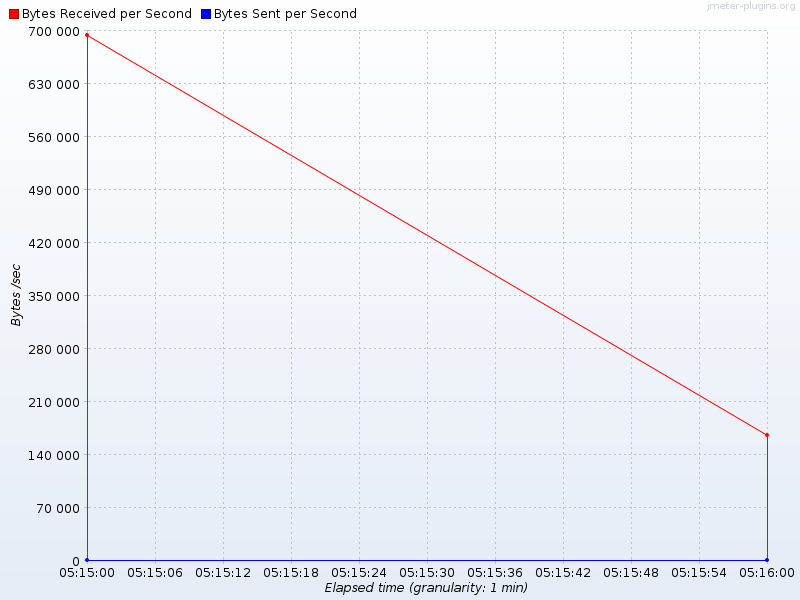 jmeter-plugins.org
Bytes Received per Second Bytes Sent per Second
700 000
630 000
560 000
490 000
420 000
350 000
280 000
210 000
140 000
70 000
0
Bytes /sec
05:15:00 05:15:06 05:15:12 05:15:18 05:15:24 05:15:30 05:15:36 05:15:42 05:15:48 05:15:54 05:16:00
Elapsed time (granularity: 1 min)